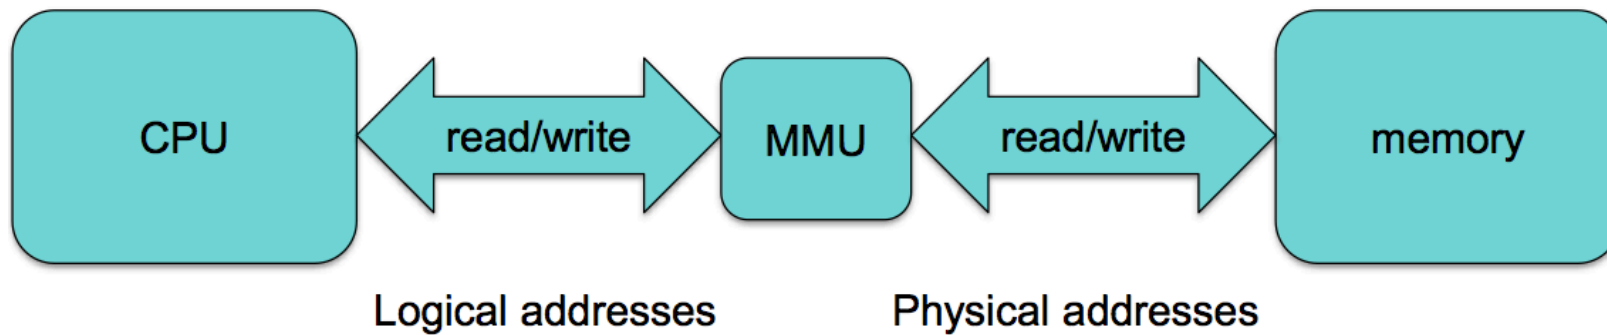 CPU
read/write
MMU
read/write
memory
Logical addresses
Physical addresses